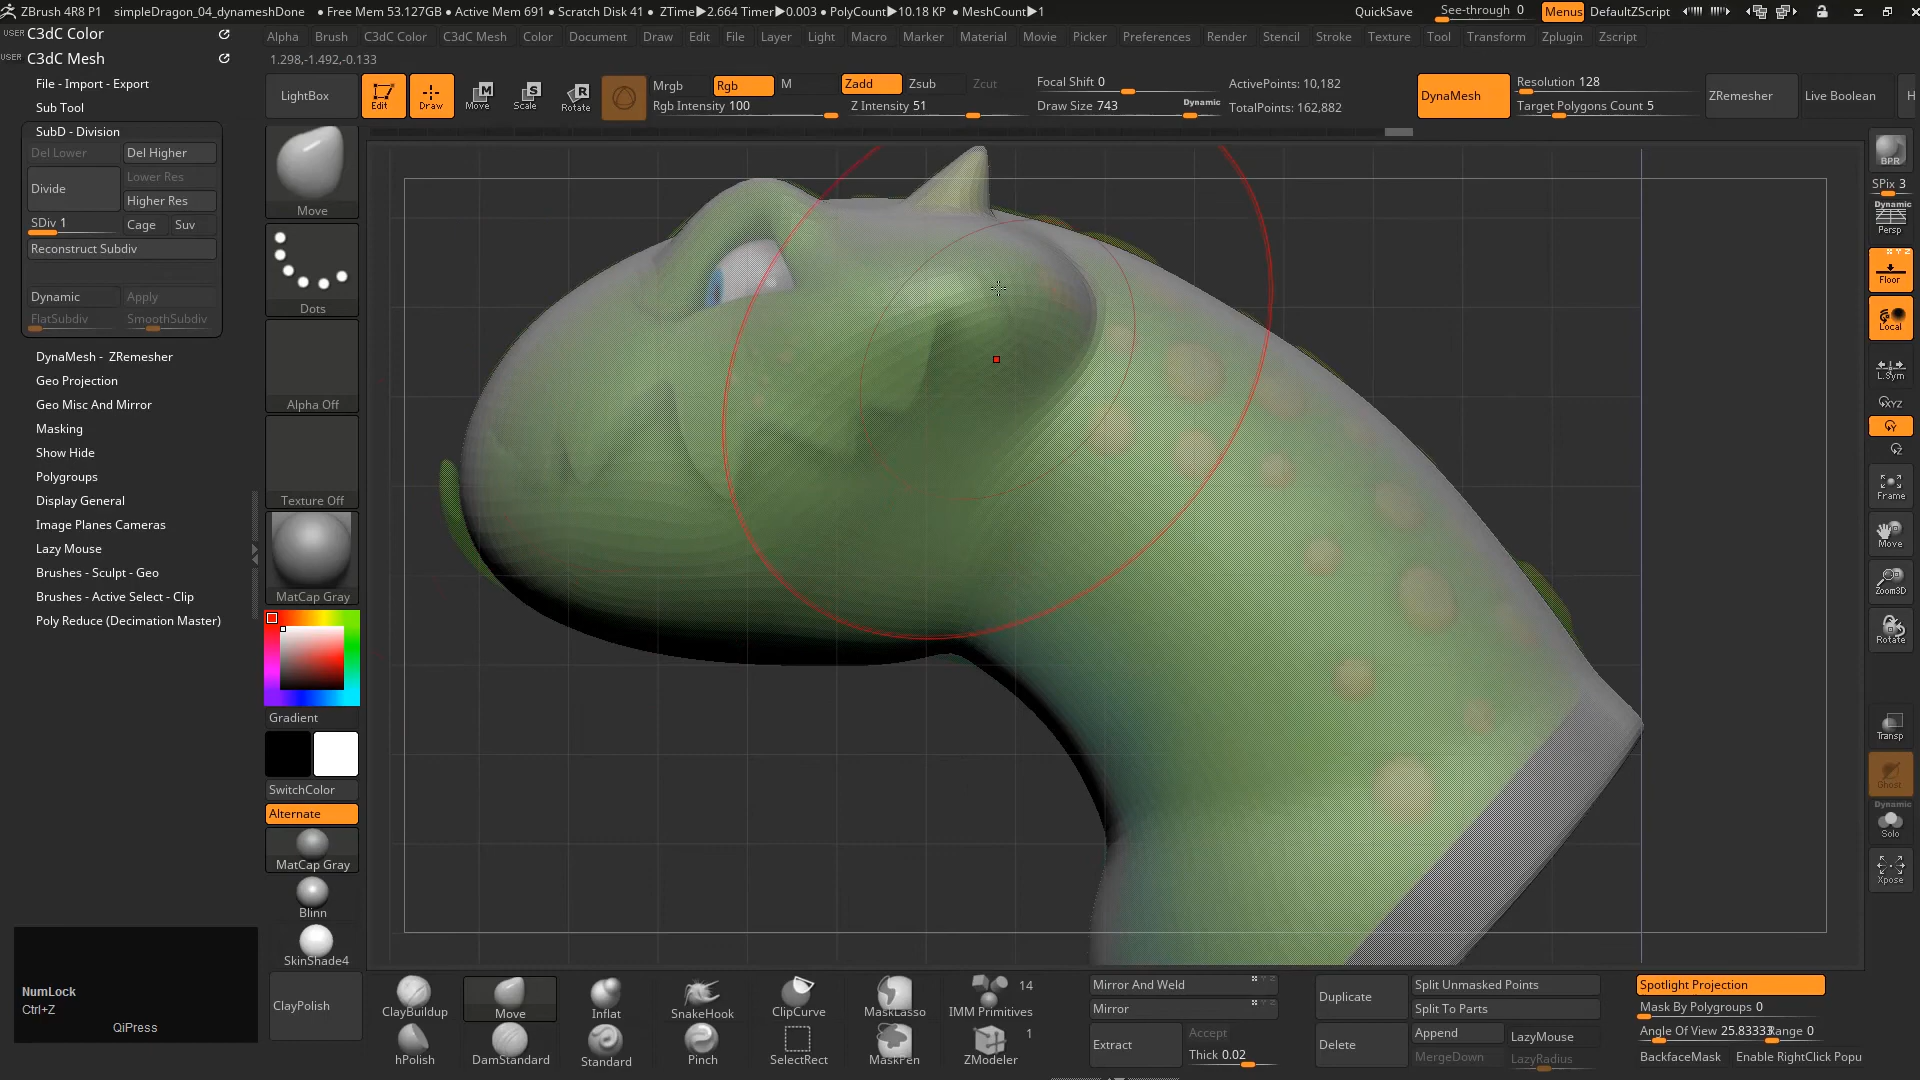 ZBrush 4R8 P1 simpleDragon_04_dynameshDone ● Free Mem 53.127GB ● Active Mem 691 ● Scratch Disk 41 ● ZTime▶2.664 Timer▶0.003 ● PolyCount▶10.18 KP ● MeshCount▶1 QuickSave See-through 0 Menus DefaultZScript
USER C3dC Color
Alpha Brush C3dC Color C3dC Mesh Color Document Draw Edit File Layer Light Macro Marker Material Movie Picker Preferences Render Stencil Stroke Texture Tool Transform Zplugin Zscript
USER C3dC Mesh
1.298,-1.492,-0.133
File - Import - Export
Sub Tool
SubD - Division
Del Lower Del Higher
Divide Lower Res
Higher Res
SDiv 1 Cage Suv
Reconstruct Subdiv
Dynamic Apply
FlatSubdiv SmoothSubdiv
DynaMesh - ZRemesher
Geo Projection
Geo Misc And Mirror
Masking
Show Hide
Polygroups
Display General
Image Planes Cameras
Lazy Mouse
Brushes - Sculpt - Geo
Brushes - Active Select - Clip
Poly Reduce (Decimation Master)
NumLock
Ctrl+Z
QiPress
LightBox Edit Draw Move Scale Rotate
M S R
Mrgb Rgb M Zadd Zsub Zcut
Rgb Intensity 100 Z Intensity 51
Focal Shift 0
Draw Size 743 Dynamic
ActivePoints: 10,182
TotalPoints: 162,882
DynaMesh Resolution 128
Target Polygons Count 5
ZRemesher Live Boolean H
Move
Dots
Alpha Off
Texture Off
MatCap Gray
Gradient
SwitchColor
Alternate
MatCap Gray
Blinn
SkinShade4
ClayPolish
BPR
SPix 3
Dynamic
Persp
X Y Z
Floor
Local
L.Sym
XYZ
Y
Z
Frame
Move
Zoom3D
Rotate
Transp
Ghost
Dynamic
Solo
Xpose
ClayBuildup Move Inflat SnakeHook ClipCurve MaskLasso IMM Primitives 14
hPolish DamStandard Standard Pinch SelectRect MaskPen ZModeler 1
Mirror And Weld
Mirror
Extract Accept
Thick 0.02
Duplicate Split Unmasked Points
Split To Parts
Delete Append LazyMouse
MergeDown LazyRadius
Spotlight Projection
Mask By Polygroups 0
Angle Of View 25.83333 Range 0
BackfaceMask Enable RightClick Popu